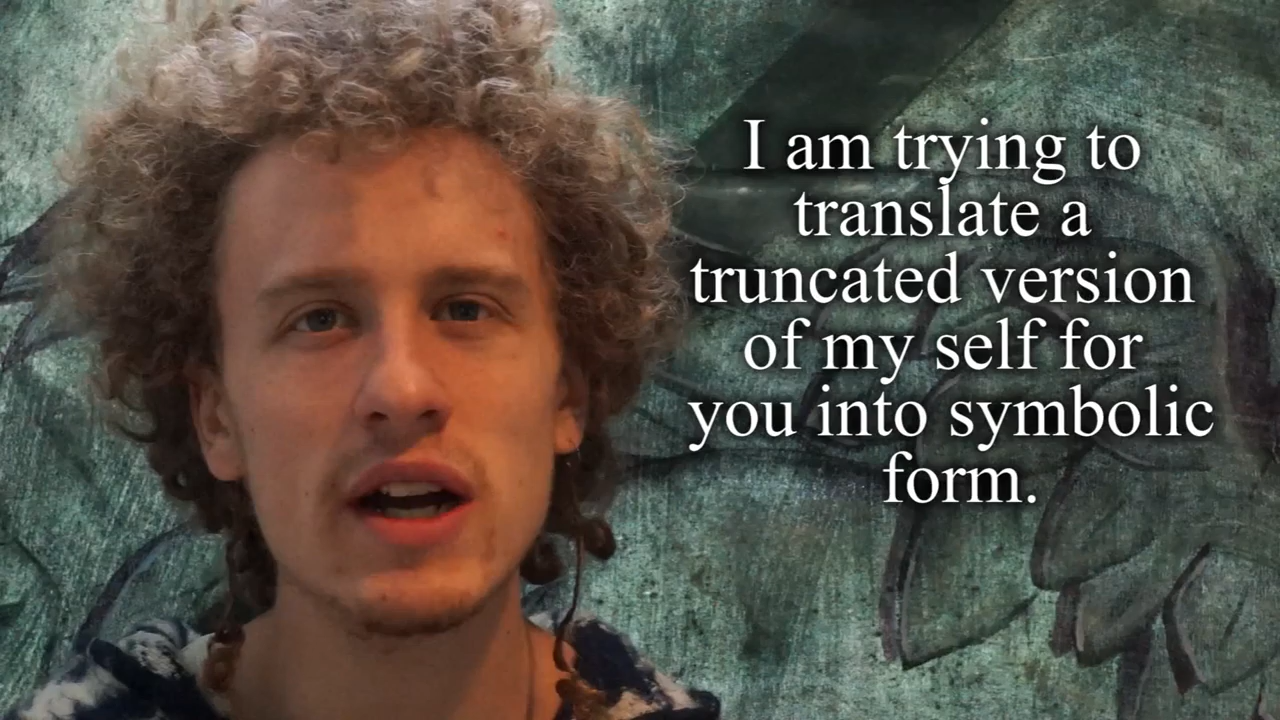 I am trying to
translate a
truncated version
of my self for
you into symbolic
form.